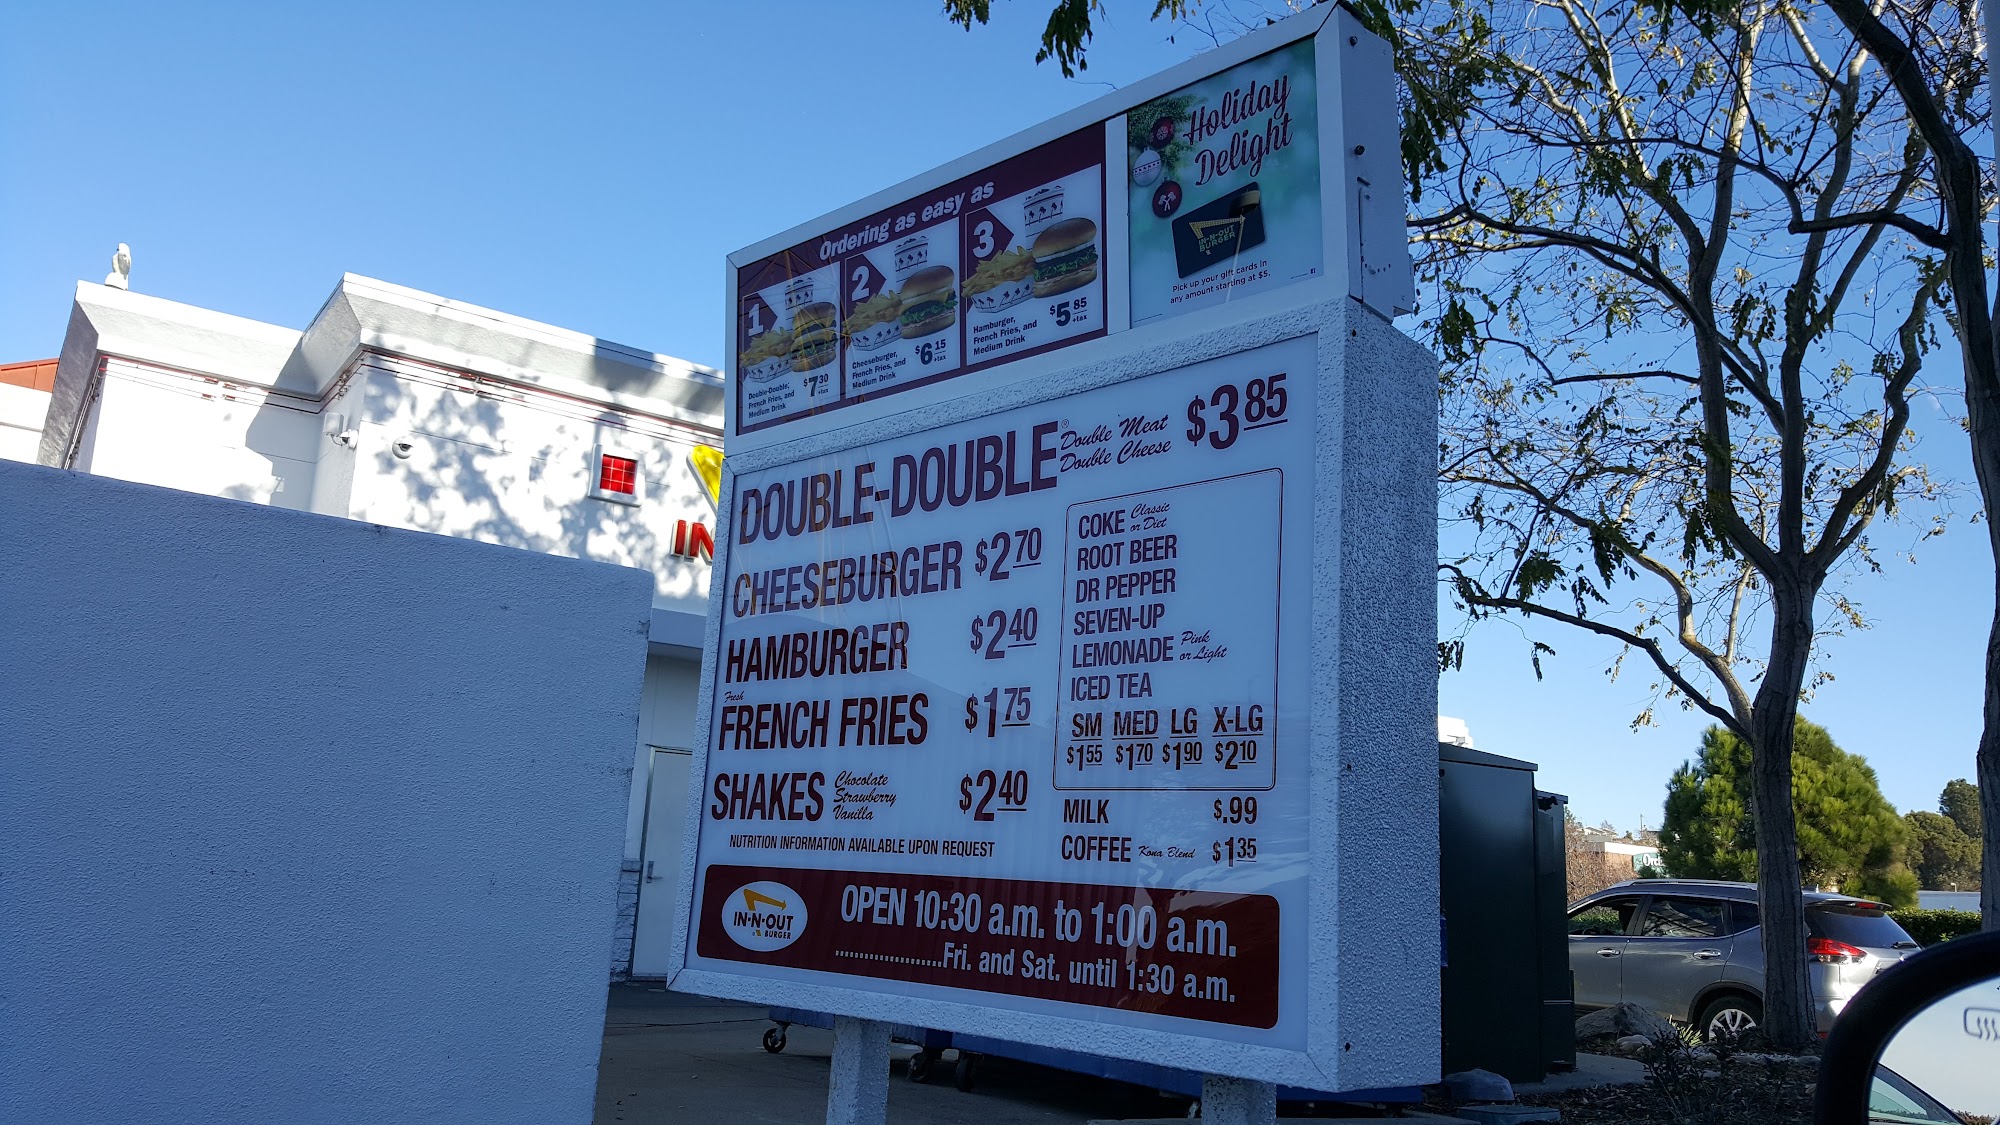 Ordering as easy as
1
Double-Double,
French Fries, and
Medium Drink
$7 30
+tax
2
Cheeseburger,
French Fries, and
Medium Drink
$6 15
+tax
3
Hamburger,
French Fries, and
Medium Drink
$5 85
+tax
Holiday
Delight
IN-N-OUT
BURGER
Pick up your gift cards in
any amount starting at $5.
DOUBLE-DOUBLE® Double Meat
Double Cheese
$3 85
CHEESEBURGER $2 70
HAMBURGER $2 40
Fresh
FRENCH FRIES $1 75
SHAKES Chocolate
Strawberry
Vanilla
$2 40
NUTRITION INFORMATION AVAILABLE UPON REQUEST
COKE Classic
or Diet
ROOT BEER
DR PEPPER
SEVEN-UP
LEMONADE Pink
or Light
ICED TEA
SM MED LG X-LG
$1 55 $1 70 $1 90 $2 10
MILK $.99
COFFEE Kona Blend $1 35
IN-N-OUT
BURGER
OPEN 10:30 a.m. to 1:00 a.m.
.....................Fri. and Sat. until 1:30 a.m.
IN